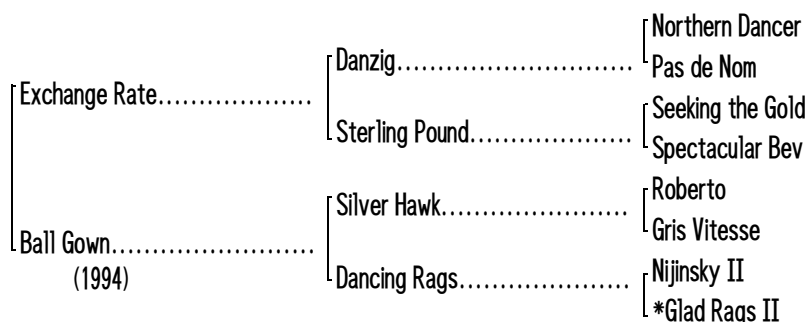 Northern Dancer
Danzig..............................
Pas de Nom
Exchange Rate...................
Seeking the Gold
Sterling Pound....................
Spectacular Bev
Roberto
Silver Hawk.......................
Gris Vitesse
Ball Gown.........................
(1994)
Nijinsky II
Dancing Rags.....................
*Glad Rags II